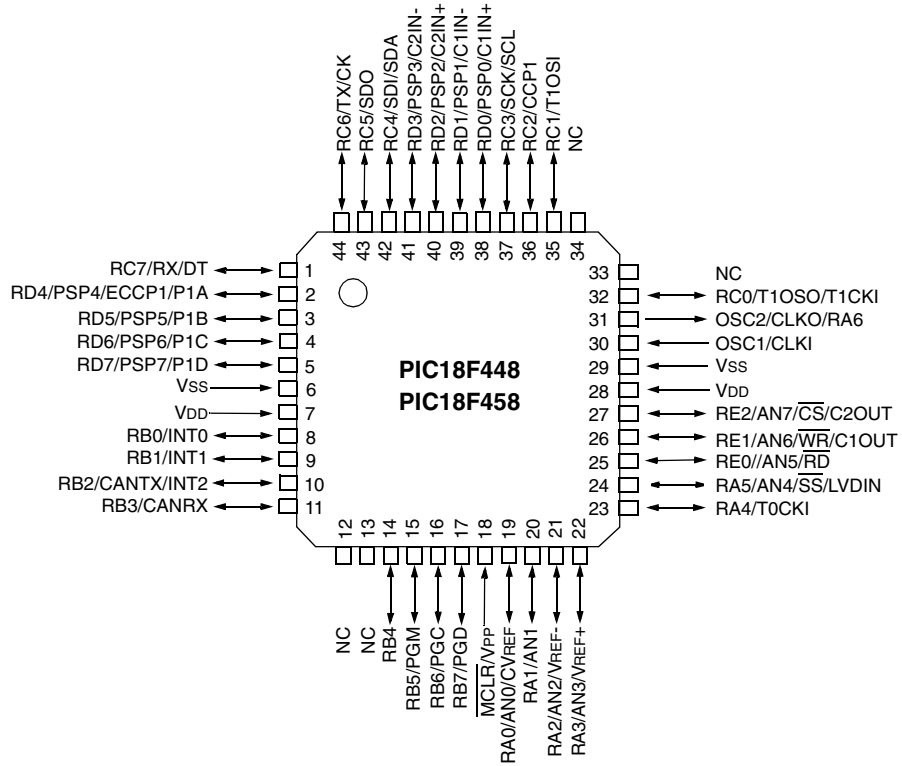 RC6/TX/CK
RC5/SDO
RC4/SDI/SDA
RD3/PSP3/C2IN-
RD2/PSP2/C2IN+
RD1/PSP1/C1IN-
RD0/PSP0/C1IN+
RC3/SCK/SCL
RC2/CCP1
RC1/T1OSI
NC
44
43
42
41
40
39
38
37
36
35
34
RC7/RX/DT 1
RD4/PSP4/ECCP1/P1A 2
RD5/PSP5/P1B 3
RD6/PSP6/P1C 4
RD7/PSP7/P1D 5
VSS 6
VDD 7
RB0/INT0 8
RB1/INT1 9
RB2/CANTX/INT2 10
RB3/CANRX 11
PIC18F448
PIC18F458
33 NC
32 RC0/T1OSO/T1CKI
31 OSC2/CLKO/RA6
30 OSC1/CLKI
29 VSS
28 VDD
27 RE2/AN7/CS/C2OUT
26 RE1/AN6/WR/C1OUT
25 RE0//AN5/RD
24 RA5/AN4/SS/LVDIN
23 RA4/T0CKI
12
13
14
15
16
17
18
19
20
21
22
NC
NC
RB4
RB5/PGM
RB6/PGC
RB7/PGD
MCLR/VPP
RA0/AN0/CVREF
RA1/AN1
RA2/AN2/VREF-
RA3/AN3/VREF+